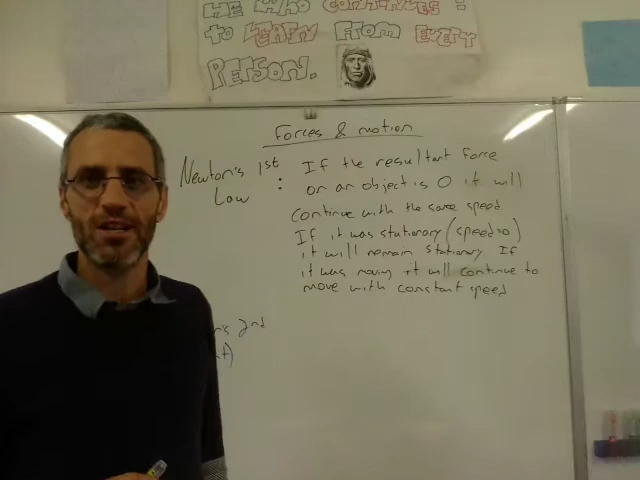 HE WHO CONTINUES
to LEARN FROM EVERY
PERSON.
Forces & motion
Newton's 1st
Law :
If the resultant force
on an object is 0 it will
continue with the same speed
If it was stationary (speed=0)
it will remain stationary If
it was moving it will continue to
move with constant speed
2nd